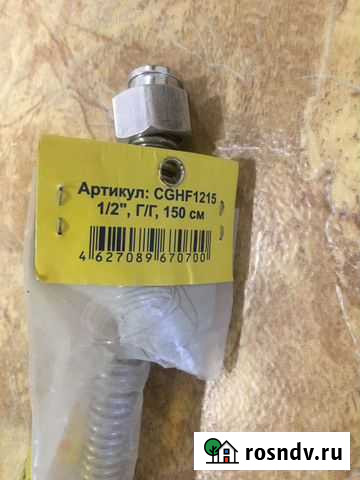 Артикул: CGHF1215
1/2", Г/Г, 150 см
4 627089 670700
rosndv.ru